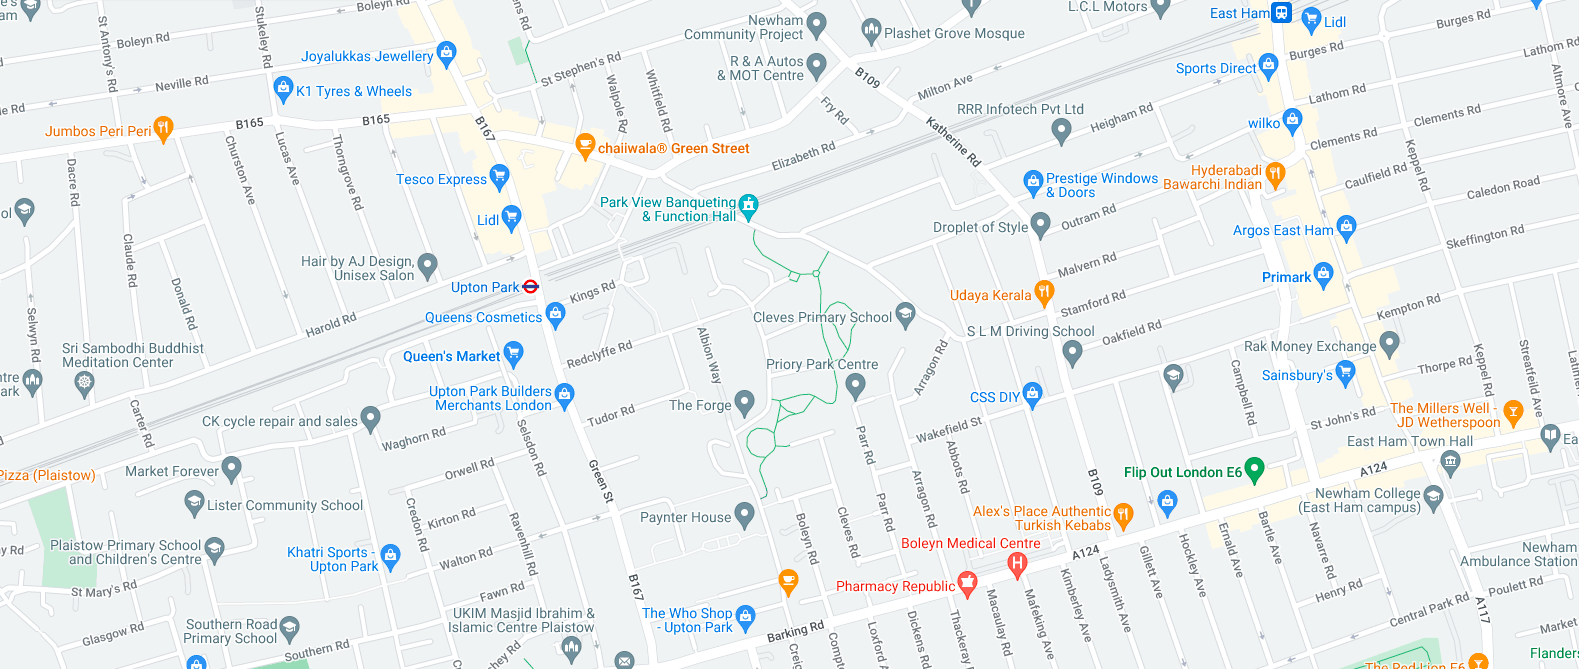 Boleyn Rd
Stukeley Rd
St Antony's Rd
Boleyn Rd
Joyalukkas Jewellery
Neville Rd
K1 Tyres & Wheels
Jumbos Peri Peri
B165
B165
B167
St Stephen's Rd
Walpole Rd
Whitfield Rd
Newham
Community Project
Plashet Grove Mosque
L.C.L Motors
East Ham
Lidl
Burges Rd
Burges Rd
R & A Autos
& MOT Centre
B109
Milton Ave
Fry Rd
Sports Direct
Lathom Rd
Lathom Rd
Altmore Ave
RRR Infotech Pvt Ltd
Heigham Rd
wilko
Clements Rd
Clements Rd
Katherine Rd
Elizabeth Rd
chaiiwala® Green Street
Dacre Rd
Churston Ave
Lucas Ave
Thorngrove Rd
Tesco Express
Lidl
Park View Banqueting
& Function Hall
Prestige Windows
& Doors
Hyderabadi
Bawarchi Indian
Keppel Rd
Caulfield Rd
Caledon Road
Droplet of Style
Outram Rd
Argos East Ham
Skeffington Rd
Claude Rd
Donald Rd
Hair by AJ Design,
Unisex Salon
Upton Park
Kings Rd
Malvern Rd
Primark
Udaya Kerala
Stamford Rd
Kempton Rd
Selwyn Rd
Harold Rd
Queens Cosmetics
Cleves Primary School
S L M Driving School
Oakfield Rd
Sri Sambodhi Buddhist
Meditation Center
Queen's Market
Redclyffe Rd
Albion Way
Priory Park Centre
Arragon Rd
Rak Money Exchange
Keppel Rd
Streatfeild Ave
Thorpe Rd
Sainsbury's
Campbell Rd
Upton Park Builders
Merchants London
The Forge
CSS DIY
Carter Rd
CK cycle repair and sales
Tudor Rd
Wakefield St
St John's Rd
The Millers Well -
JD Wetherspoon
Waghorn Rd
Selsdon Rd
Parr Rd
Abbots Rd
East Ham Town Hall
Pizza (Plaistow)
Market Forever
Orwell Rd
Green St
Arragon Rd
B109
Flip Out London E6
A124
Lister Community School
Credon Rd
Kirton Rd
Ravenhill Rd
Paynter House
Boleyn Rd
Cleves Rd
Parr Rd
Alex's Place Authentic
Turkish Kebabs
Newham College
(East Ham campus)
Plaistow Primary School
and Children's Centre
Khatri Sports -
Upton Park
Walton Rd
Boleyn Medical Centre
A124
Gillett Ave
Hockley Ave
Ernald Ave
Bartle Ave
Navarre Rd
Newham
Ambulance Station
St Mary's Rd
Fawn Rd
B167
Pharmacy Republic
Macaulay Rd
Mafeking Ave
Kimberley Ave
Ladysmith Ave
Henry Rd
Central Park Rd
A117
Poulett Rd
Southern Road
Primary School
UKIM Masjid Ibrahim &
Islamic Centre Plaistow
The Who Shop
- Upton Park
Barking Rd
Dickens Rd
Thackeray
Loxford A
Compt
Creig
Glasgow Rd
Southern Rd
Market
Flanders
The Red Lion E6